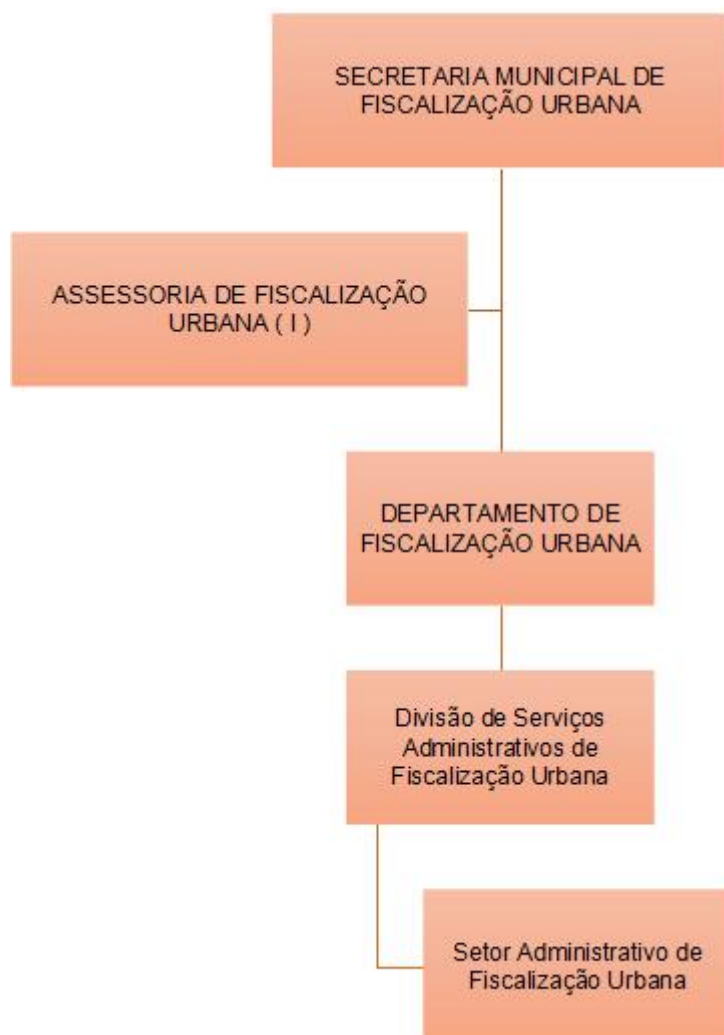 SECRETARIA MUNICIPAL DE
FISCALIZAÇÃO URBANA
ASSESSORIA DE FISCALIZAÇÃO
URBANA ( I )
DEPARTAMENTO DE
FISCALIZAÇÃO URBANA
Divisão de Serviços
Administrativos de
Fiscalização Urbana
Setor Administrativo de
Fiscalização Urbana